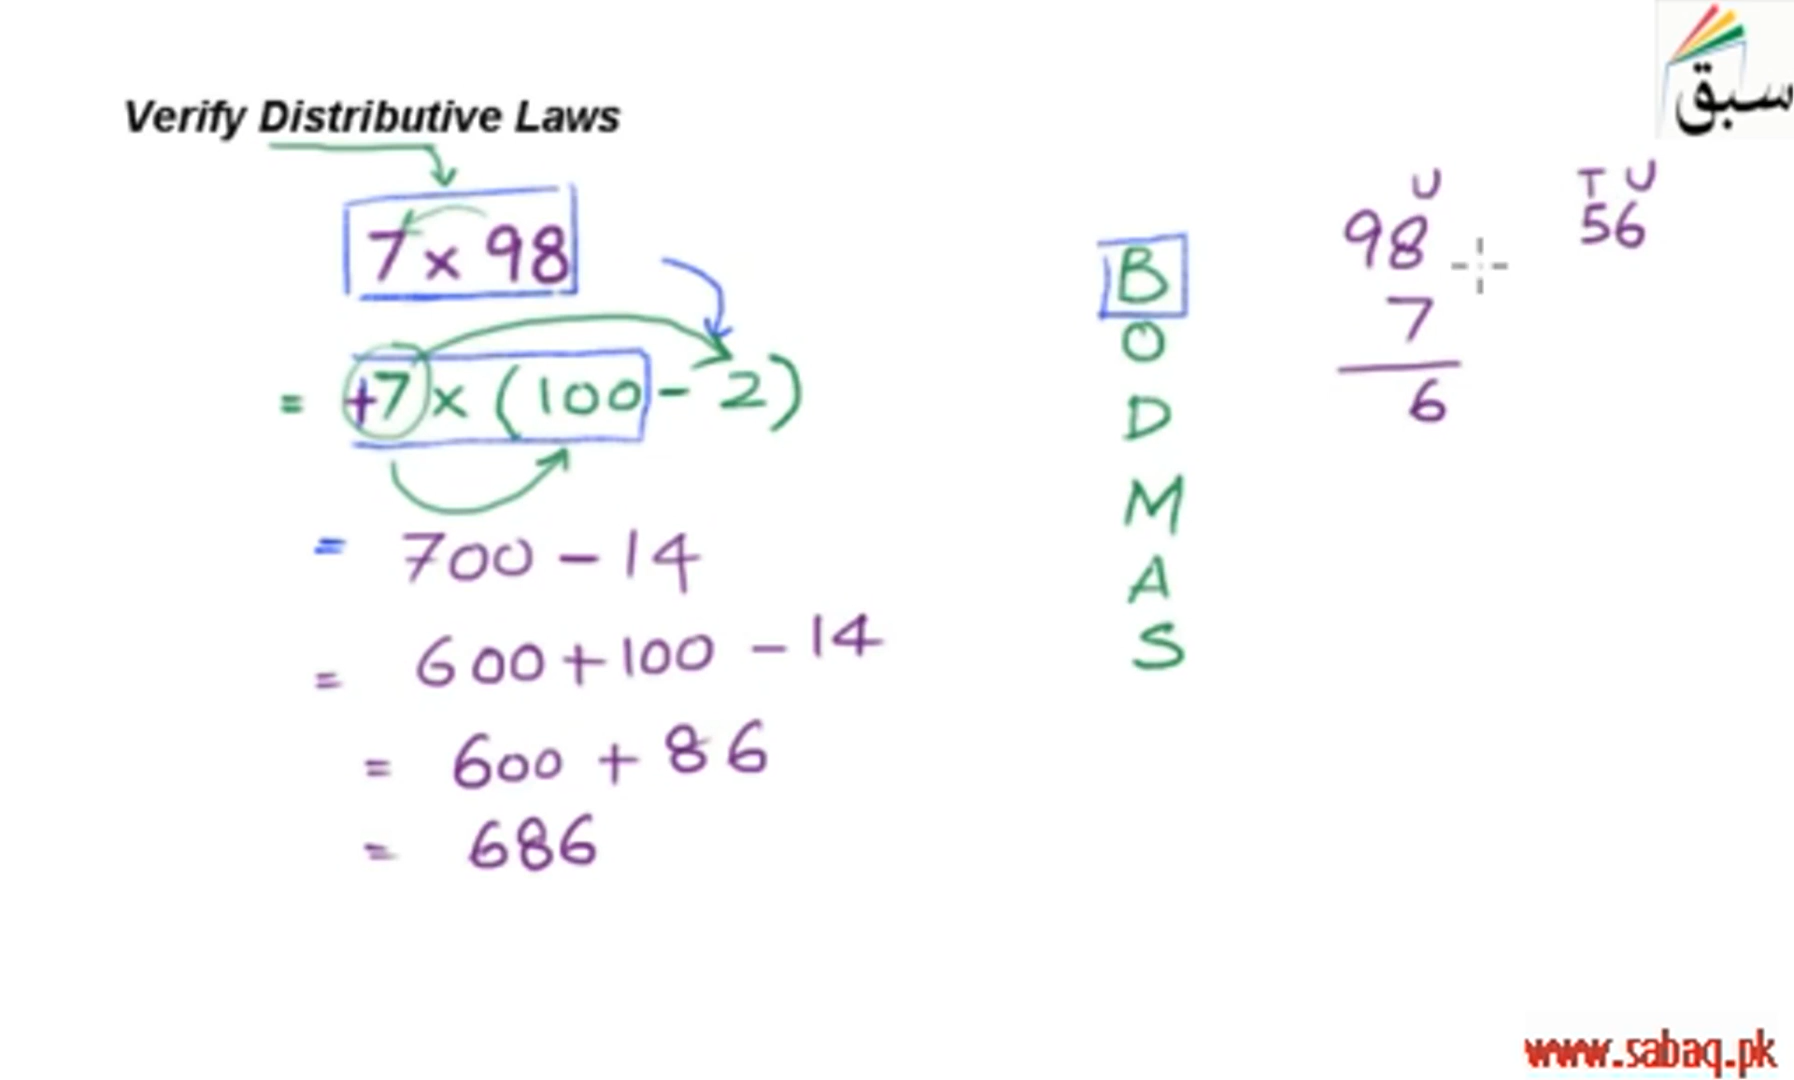 سبق
Verify Distributive Laws
7 × 98
= +7 × (100 - 2)
= 700 - 14
= 600 + 100 - 14
= 600 + 86
= 686
B
O
D
M
A
S
U
98
7
6
T U
56
www.sabaq.pk